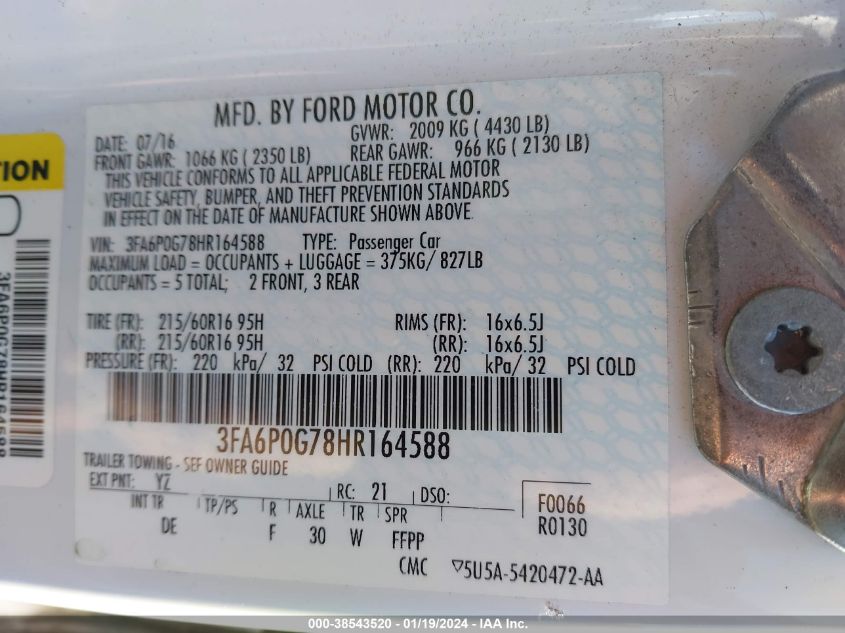 MFD. BY FORD MOTOR CO.
DATE: 07/16 GVWR: 2009 KG ( 4430 LB)
FRONT GAWR: 1066 KG ( 2350 LB) REAR GAWR: 966 KG ( 2130 LB)
THIS VEHICLE CONFORMS TO ALL APPLICABLE FEDERAL MOTOR
VEHICLE SAFETY, BUMPER, AND THEFT PREVENTION STANDARDS
IN EFFECT ON THE DATE OF MANUFACTURE SHOWN ABOVE.
VIN: 3FA6P0G78HR164588 TYPE: Passenger Car
MAXIMUM LOAD = OCCUPANTS + LUGGAGE = 375KG/ 827LB
OCCUPANTS = 5 TOTAL; 2 FRONT, 3 REAR
TIRE (FR): 215/60R16 95H RIMS (FR): 16x6.5J
(RR): 215/60R16 95H (RR): 16x6.5J
PRESSURE (FR): 220 kPa/ 32 PSI COLD (RR): 220 kPa/ 32 PSI COLD
3FA6P0G78HR164588
TRAILER TOWING - SEE OWNER GUIDE
EXT PNT: YZ RC: 21 DSO: F0066
INT TR TP/PS R AXLE TR SPR R0130
DE F 30 W FFPP
CMC ▽5U5A-5420472-AA
TION
3FA6P0G78HR164588
000-38543520 - 01/19/2024 - IAA Inc.